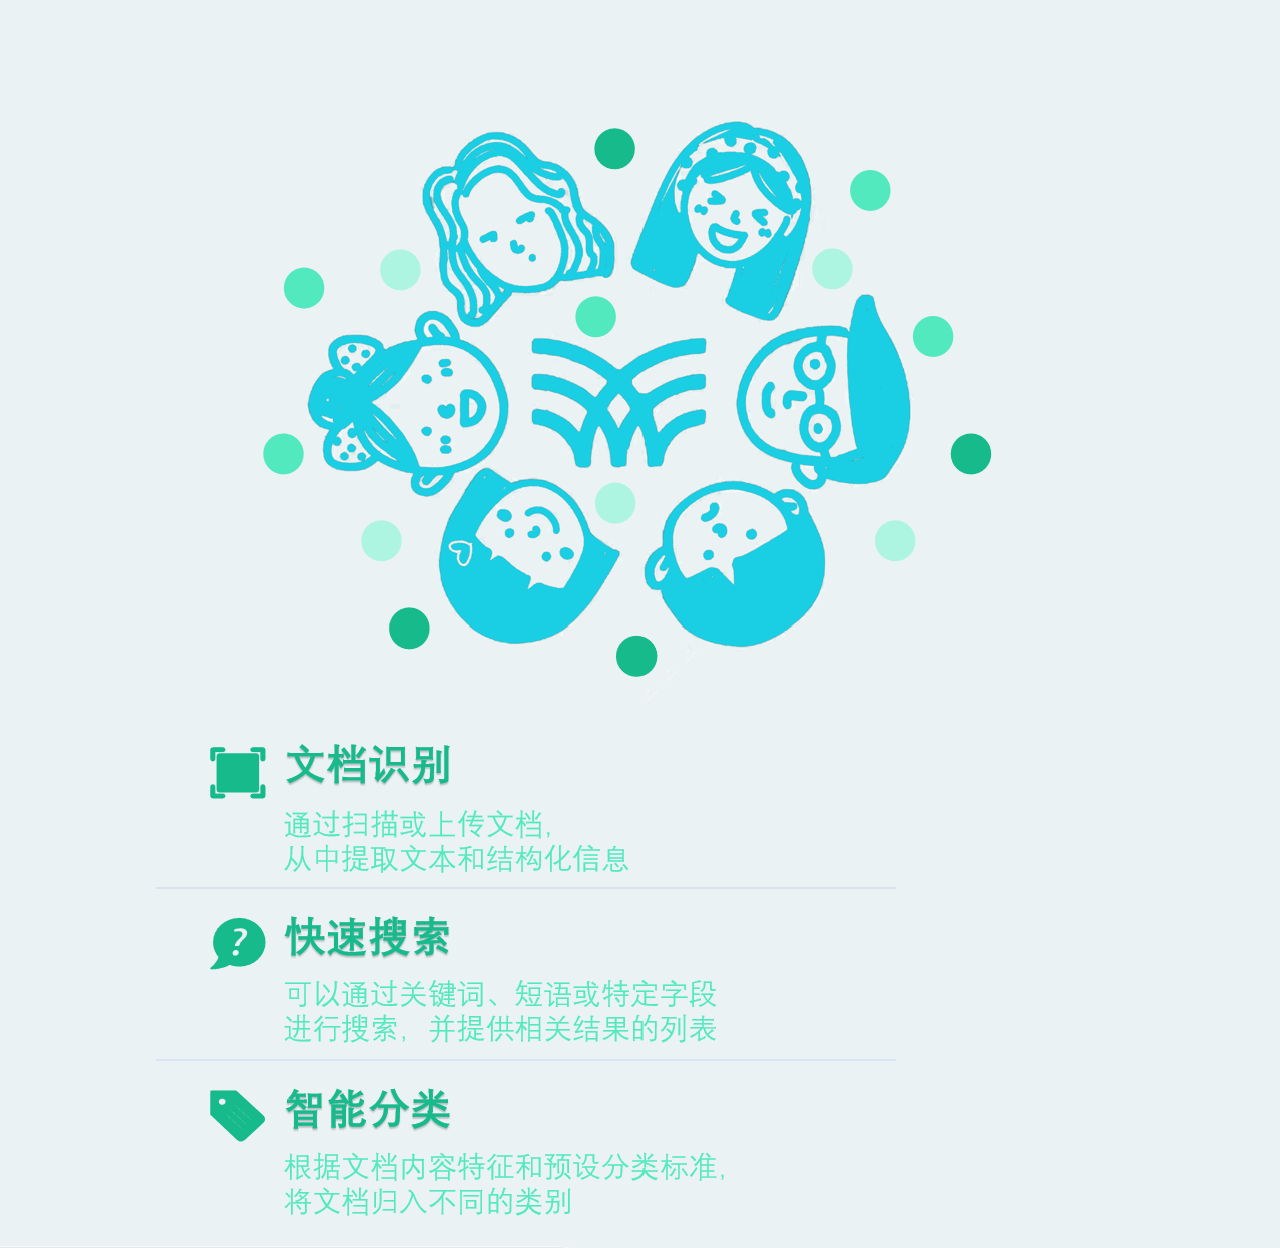 文档识别
通过扫描或上传文档，
从中提取文本和结构化信息
?
快速搜索
可以通过关键词、短语或特定字段
进行搜索，并提供相关结果的列表
智能分类
根据文档内容特征和预设分类标准，
将文档归入不同的类别